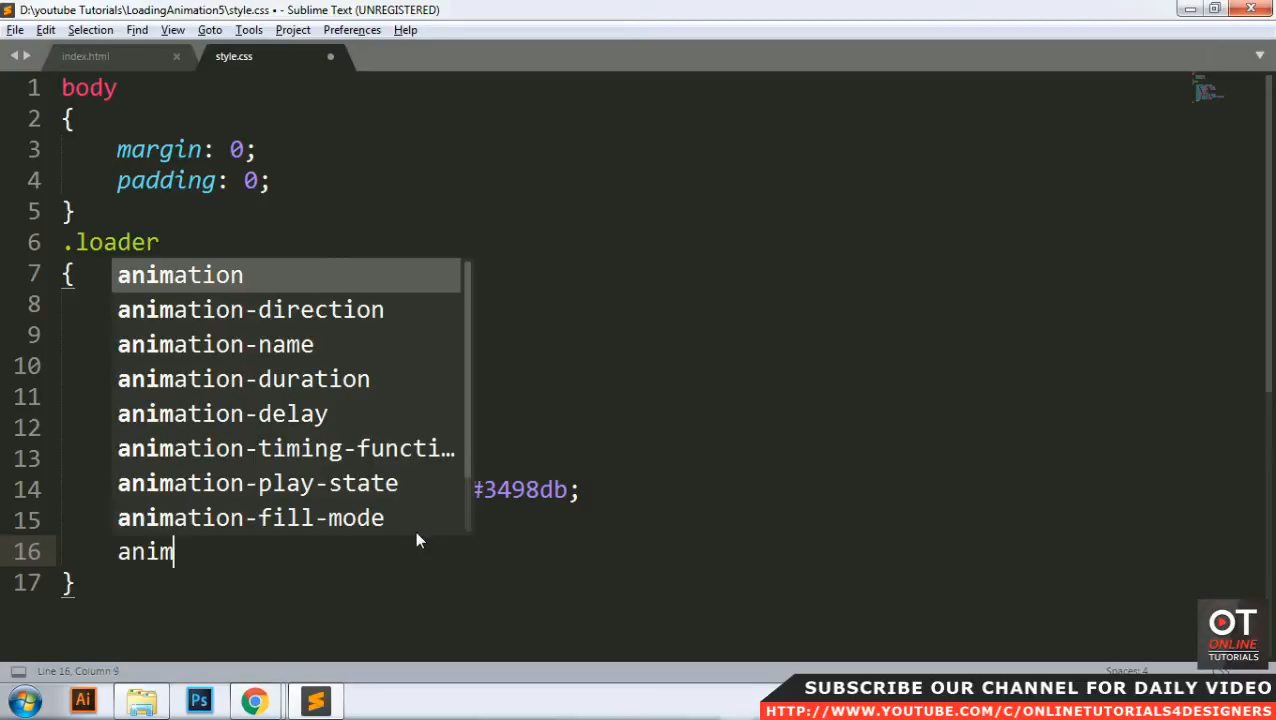 D:\youtube Tutorials\LoadingAnimation5\style.css • - Sublime Text (UNREGISTERED)
File Edit Selection Find View Goto Tools Project Preferences Help
index.html
style.css
1 body
2 {
3 margin: 0;
4 padding: 0;
5 }
6 .loader
7 {
animation
8
animation-direction
9
animation-name
10
animation-duration
11
animation-delay
12
animation-timing-functi…
13
14 #3498db;
animation-play-state
15
animation-fill-mode
16 anim
17 }
Line 16, Column 9
Spaces: 4
OT
ONLINE
TUTORIALS
Ai
Ps
SUBSCRIBE OUR CHANNEL FOR DAILY VIDEO
HTTP://WWW.YOUTUBE.COM/C/ONLINETUTORIALS4DESIGNERS